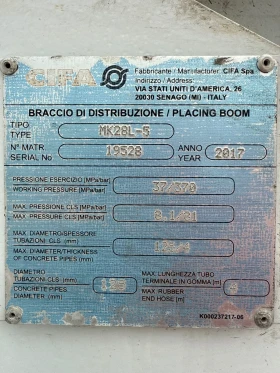 CIFA
Fabbricante / Manufacturer: CIFA Spa
Indirizzo / Address:
VIA STATI UNITI D'AMERICA, 26
20030 SENAGO (MI) - ITALY
BRACCIO DI DISTRIBUZIONE / PLACING BOOM
TIPO
TYPE
MK28L-5
N° MATR.
SERIAL No
19528
ANNO
YEAR
2017
PRESSIONE ESERCIZIO [Mpa/bar]
WORKING PRESSURE [MPa/bar]
37/370
MAX. PRESSIONE CLS [Mpa/bar]
MAX. PRESSURE CLS [MPa/bar]
8.1/81
MAX. DIAMETRO/SPESSORE
TUBAZIONI CLS (mm)
MAX. DIAMETER/THICKNESS
OF CONCRETE PIPES (mm)
DIAMETRO
TUBAZIONI CLS. (mm)
CONCRETE PIPES
DIAMETER (mm)
MAX. LUNGHEZZA TUBO
TERMINALE IN GOMMA [m]
MAX. RUBBER
END HOSE [m]
K000237217-06